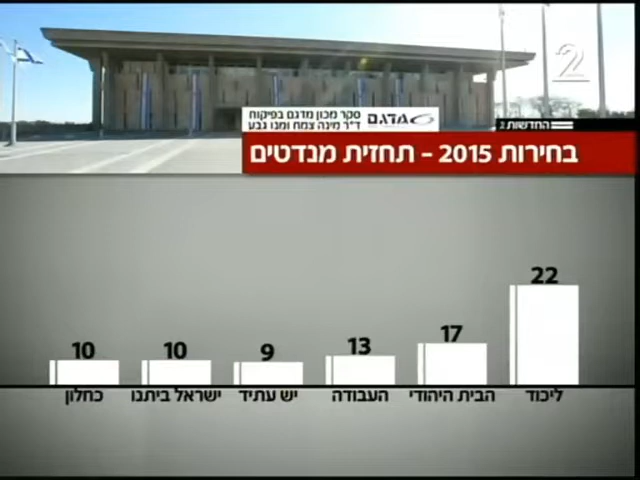 2
סקר מכון מדגם בפיקוח
ד״ר מינה צמח ומנו גבע
מדגם
החדשות 2
בחירות 2015 - תחזית מנדטים
22
17
13
9
10
10
ליכוד
הבית היהודי
העבודה
יש עתיד
ישראל ביתנו
כחלון